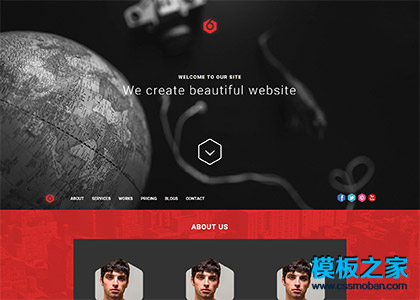 WELCOME TO OUR SITE
We create beautiful website
ABOUT SERVICES WORKS PRICING BLOGS CONTACT
ABOUT US
模板之家
www.cssmoban.com